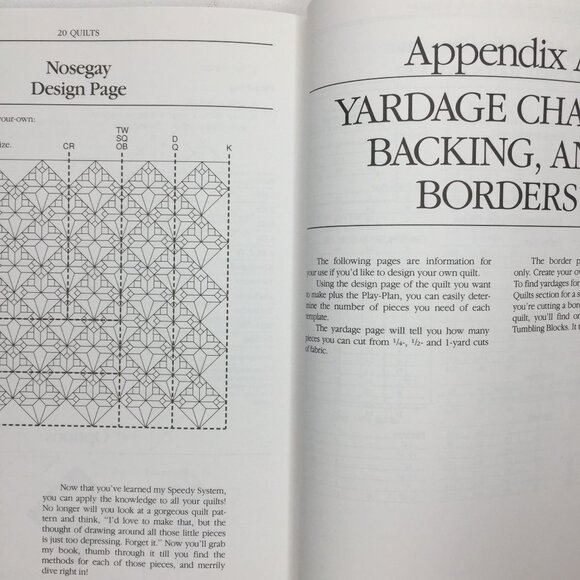 20 QUILTS
Nosegay
Design Page
your-own:
size.
CR
TW
SQ
OB
D
Q
K
Now that you've learned my Speedy System,
you can apply the knowledge to all your quilts!
No longer will you look at a gorgeous quilt pat-
tern and think, "I'd love to make that, but the
thought of drawing around all those little pieces
is just too depressing. Forget it." Now you'll grab
my book, thumb through it till you find the
methods for each of those pieces, and merrily
dive right in!
Appendix A
YARDAGE CHA
BACKING, AN
BORDERS
The following pages are information for
your use if you'd like to design your own quilt.
Using the design page of the quilt you want
to make plus the Play-Plan, you can easily deter-
mine the number of pieces you need of each
template.
The yardage page will tell you how many
pieces you can cut from 1/4-, 1/2- and 1-yard cuts
of fabric.
The border p
only. Create your o
To find yardages for
Quilts section for a s
you're cutting a bor
quilt, you'll find or
Tumbling Blocks. It t